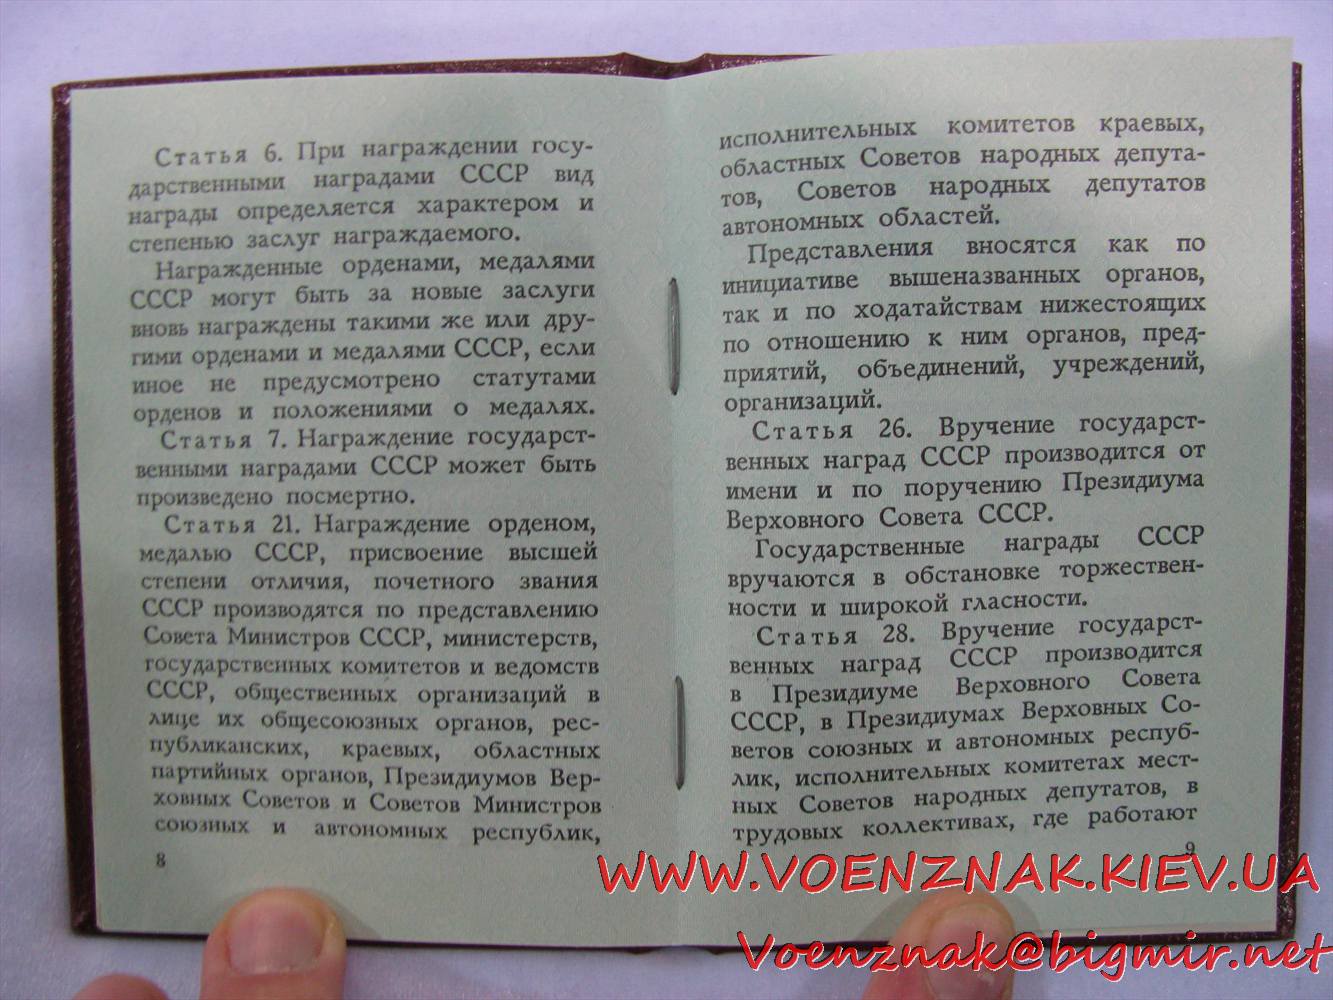 Статья 6. При награждении госу-
дарственными наградами СССР вид
награды определяется характером и
степенью заслуг награждаемого.
Награжденные орденами, медалями
СССР могут быть за новые заслуги
вновь награждены такими же или дру-
гими орденами и медалями СССР, если
иное не предусмотрено статутами
орденов и положениями о медалях.
Статья 7. Награждение государст-
венными наградами СССР может быть
произведено посмертно.
Статья 21. Награждение орденом,
медалью СССР, присвоение высшей
степени отличия, почетного звания
СССР производятся по представлению
Совета Министров СССР, министерств,
государственных комитетов и ведомств
СССР, общественных организаций в
лице их общесоюзных органов, рес-
публиканских, краевых, областных
партийных органов, Президиумов Вер-
ховных Советов и Советов Министров
союзных и автономных республик,
8
исполнительных комитетов краевых,
областных Советов народных депута-
тов, Советов народных депутатов
автономных областей.
Представления вносятся как по
инициативе вышеназванных органов,
так и по ходатайствам нижестоящих
по отношению к ним органов, пред-
приятий, объединений, учреждений,
организаций.
Статья 26. Вручение государст-
венных наград СССР производится от
имени и по поручению Президиума
Верховного Совета СССР.
Государственные награды СССР
вручаются в обстановке торжествен-
ности и широкой гласности.
Статья 28. Вручение государст-
венных наград СССР производится
в Президиуме Верховного Совета
СССР, в Президиумах Верховных Со-
ветов союзных и автономных респуб-
лик, исполнительных комитетах мест-
ных Советов народных депутатов, в
трудовых коллективах, где работают
9
WWW.VOENZNAK.KIEV.UA
Voenznak@bigmir.net